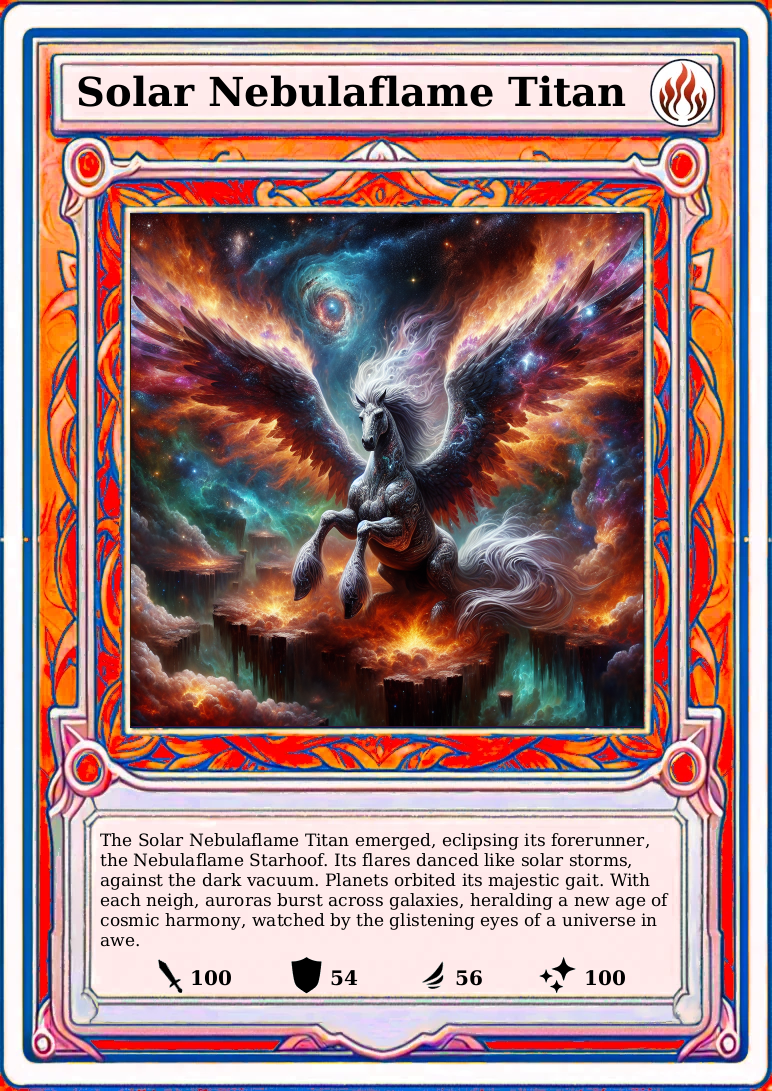 Solar Nebulaflame Titan
The Solar Nebulaflame Titan emerged, eclipsing its forerunner,
the Nebulaflame Starhoof. Its flares danced like solar storms,
against the dark vacuum. Planets orbited its majestic gait. With
each neigh, auroras burst across galaxies, heralding a new age of
cosmic harmony, watched by the glistening eyes of a universe in
awe.
100 54 56 100